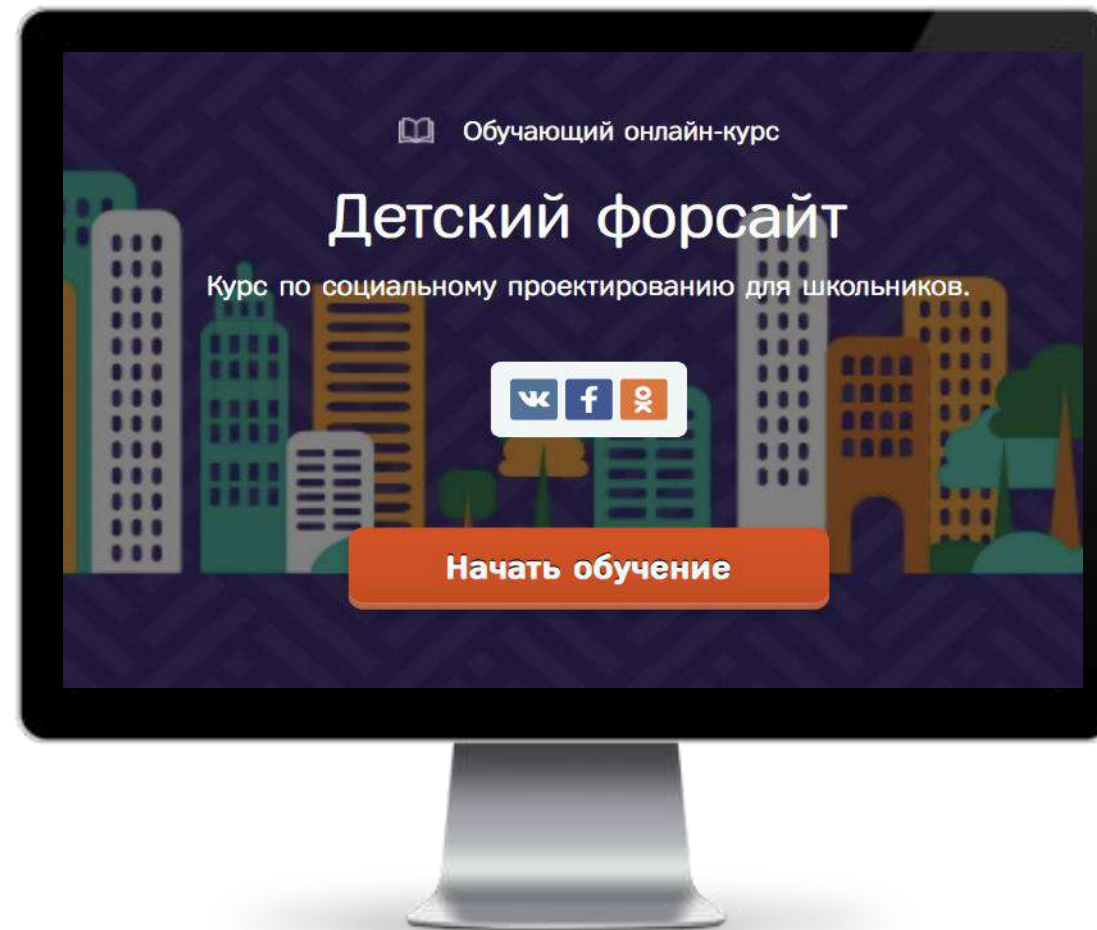 Обучающий онлайн-курс
Детский форсайт
Курс по социальному проектированию для школьников.
Начать обучение